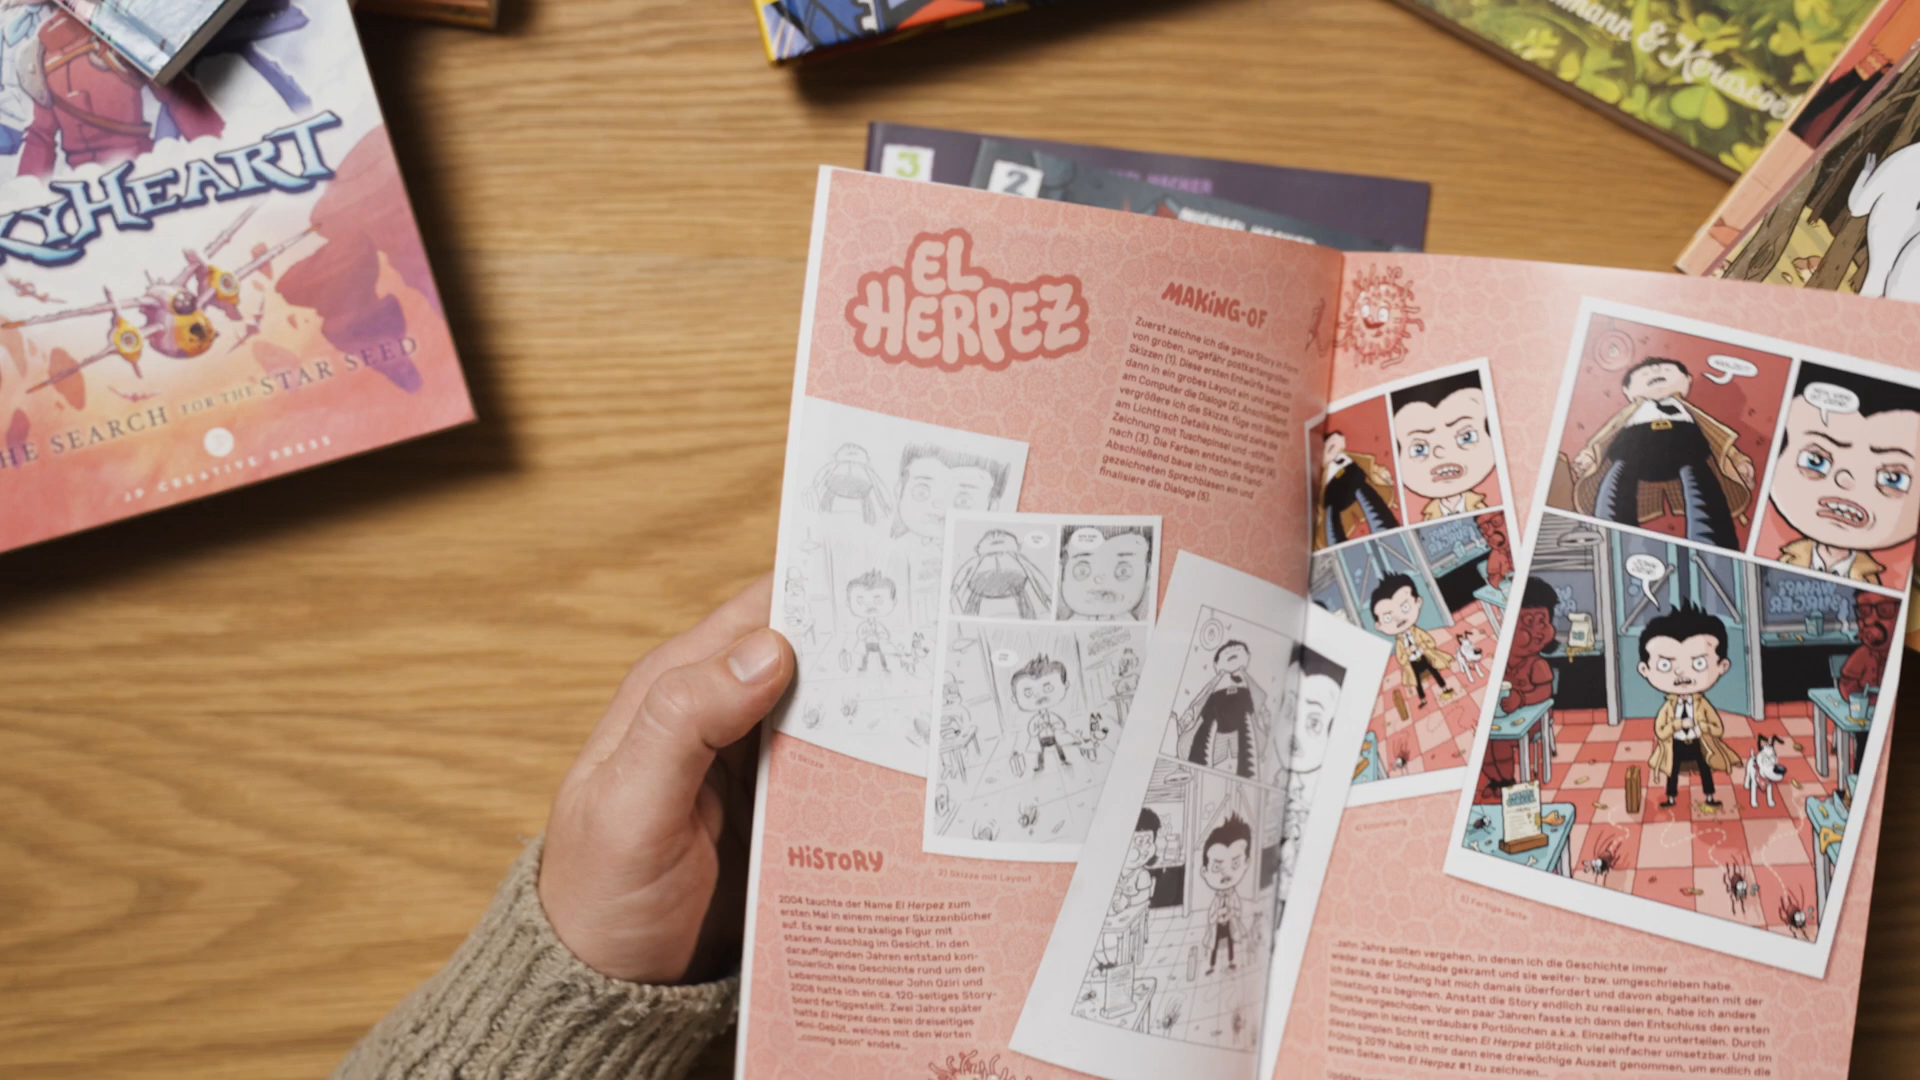 KYHEART
HE SEARCH FOR THE STAR SEED
JP CREATIVE PRESS
mann & Kerascoët
3
2
MICHAEL HACKER
EL
HERPEZ
MAKING-OF
Zuerst zeichne ich die ganze Story in Form
von groben, ungefähr postkartengroßen
Skizzen (1). Diese ersten Entwürfe baue ich
dann in ein grobes Layout ein und ergänze
am Computer die Dialoge (2). Anschließend
vergrößere ich die Skizze, füge mit Bleistift
am Lichttisch Details hinzu und ziehe die
Zeichnung mit Tuschepinsel und -stiften
nach (3). Die Farben entstehen digital (4).
Abschließend baue ich noch die hand-
gezeichneten Sprechblasen ein und
finalisiere die Dialoge (5).
1) Skizze
2) Skizze mit Layout
5) Fertige Seite
HISTORY
2004 tauchte der Name El Herpez zum
ersten Mal in einem meiner Skizzenbücher
auf. Es war eine krakelige Figur mit
starkem Ausschlag im Gesicht. In den
darauffolgenden Jahren entstand kon-
tinuierlich eine Geschichte rund um den
Lebensmittelkontrolleur John Oziri und
2008 hatte ich ein ca. 120-seitiges Story-
board fertiggestellt. Zwei Jahre später
hatte El Herpez dann sein dreiseitiges
Mini-Debüt, welches mit den Worten
„coming soon" endete...
...zehn Jahre sollten vergehen, in denen ich die Geschichte immer
wieder aus der Schublade gekramt und sie weiter- bzw. umgeschrieben habe.
Ich denke, der Umfang hat mich damals überfordert und davon abgehalten mit der
Umsetzung zu beginnen. Anstatt die Story endlich zu realisieren, habe ich andere
Projekte vorgeschoben. Vor ein paar Jahren fasste ich dann den Entschluss den ersten
Storybogen in leicht verdaubare Portiönchen a.k.a. Einzelhefte zu unterteilen. Durch
diesen simplen Schritt erschien El Herpez plötzlich viel einfacher umsetzbar. Und im
Frühling 2019 habe ich mir dann eine dreiwöchige Auszeit genommen, um endlich die
ersten Seiten von El Herpez #1 zu zeichnen...